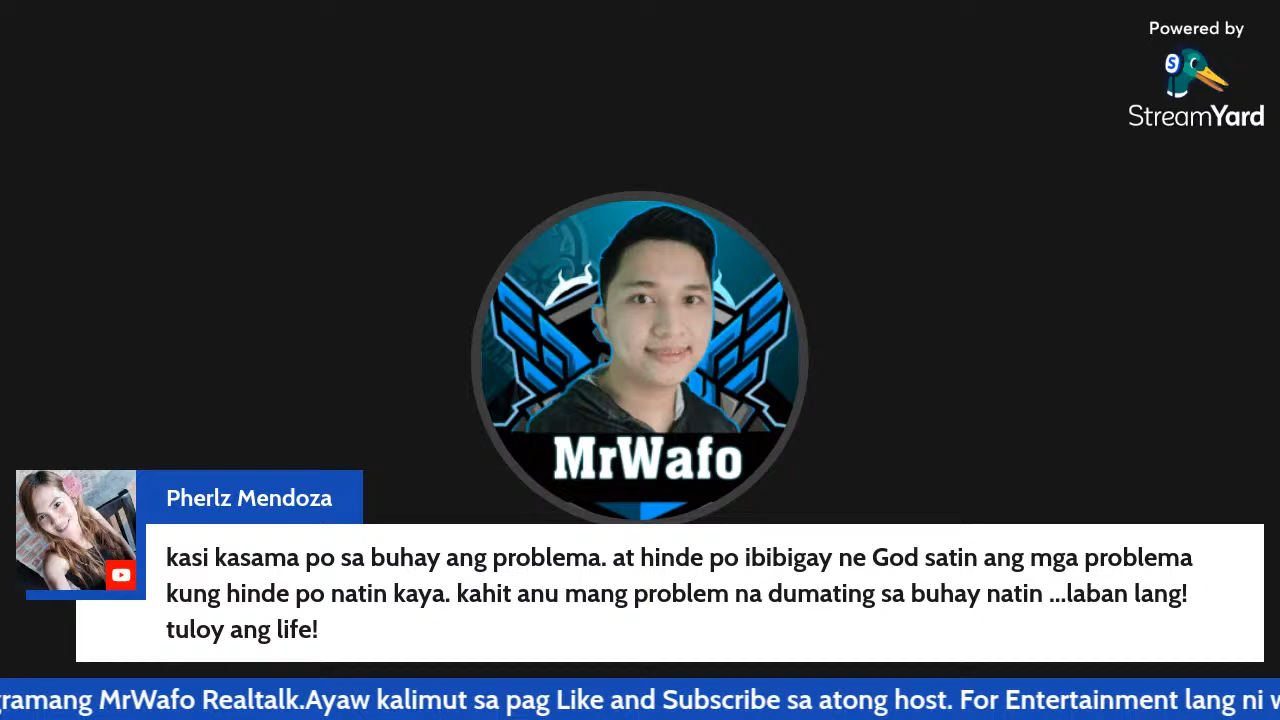 Powered by
StreamYard
MrWafo
Pherlz Mendoza
kasi kasama po sa buhay ang problema. at hinde po ibibigay ne God satin ang mga problema
kung hinde po natin kaya. kahit anu mang problem na dumating sa buhay natin ...laban lang!
tuloy ang life!
gramang MrWafo Realtalk.Ayaw kalimut sa pag Like and Subscribe sa atong host. For Entertainment lang ni w